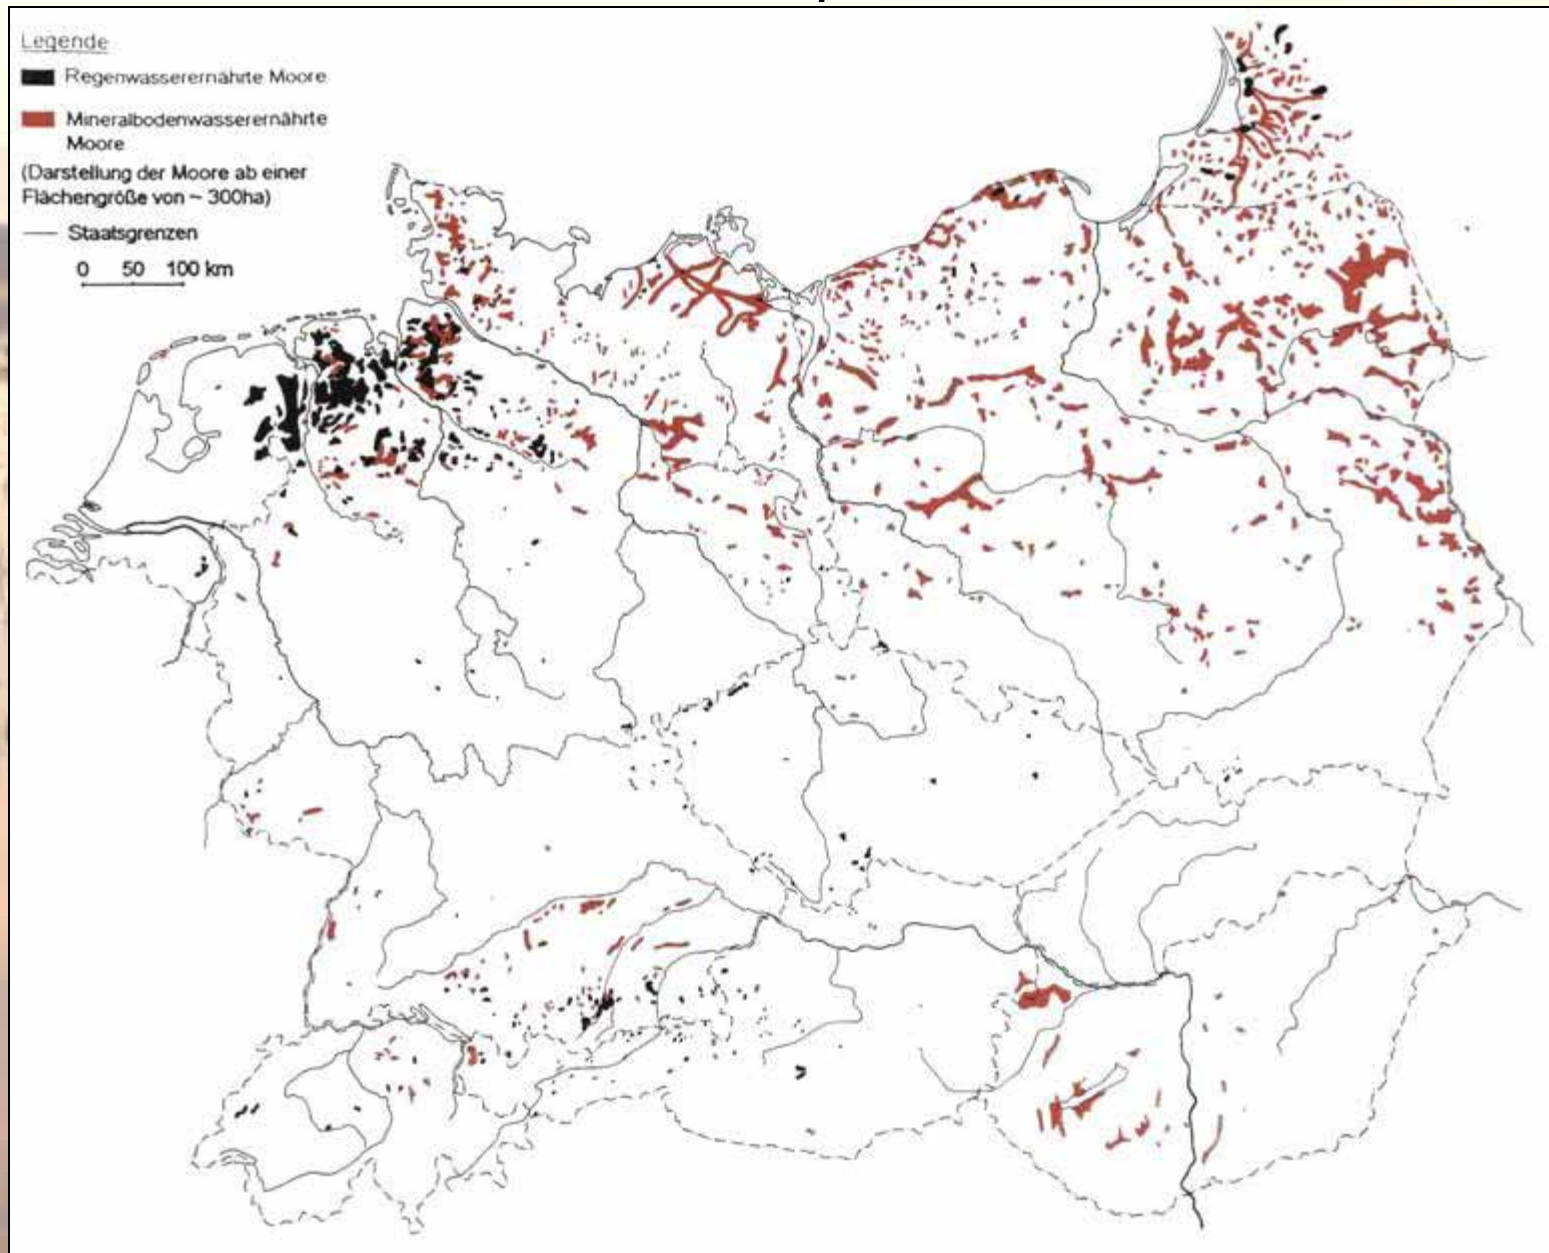 Legende
Regenwasserernährte Moore
Mineralbodenwasserernährte
Moore
(Darstellung der Moore ab einer
Flächengröße von ~ 300ha)
Staatsgrenzen
0 50 100 km